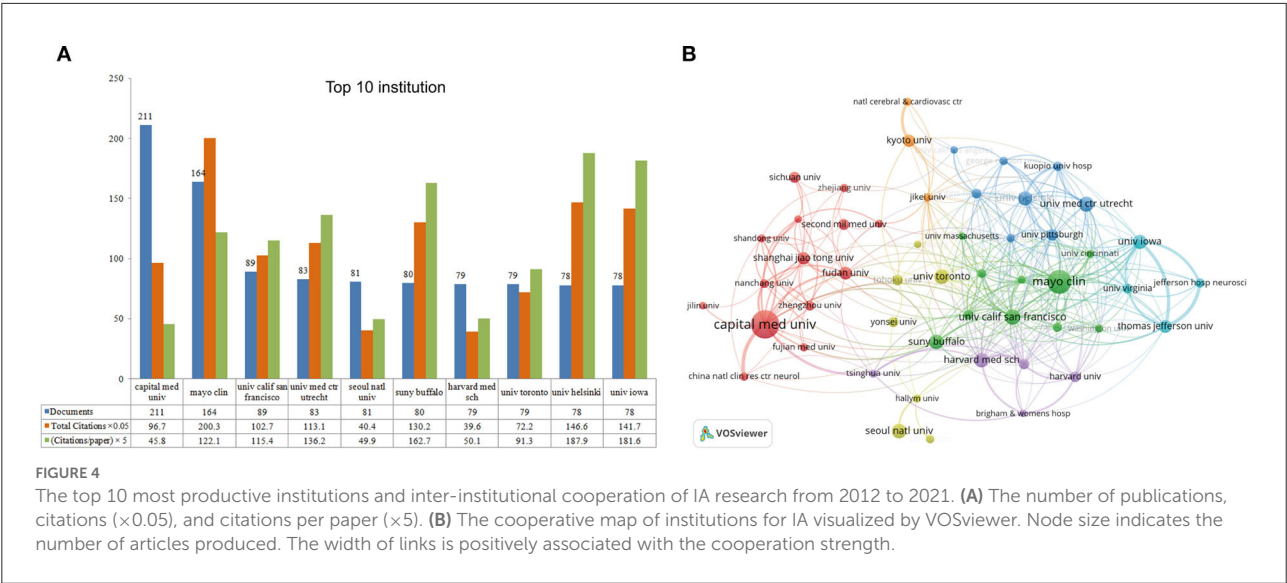 A
Top 10 institution
250
200
150
100
50
0
211
164
89
83
81
80
79
79
78
78
capital med univ
mayo clin
univ calif san francisco
univ med ctr utrecht
seoul natl univ
suny buffalo
harvard med sch
univ toronto
univ helsinki
univ iowa
Documents 211 164 89 83 81 80 79 79 78 78
Total Citations ×0.05 96.7 200.3 102.7 113.1 40.4 130.2 39.6 72.2 146.6 141.7
(Citations/paper) × 5 45.8 122.1 115.4 136.2 49.9 162.7 50.1 91.3 187.9 181.6
B
natl cerebral & cardiovasc ctr
kyoto univ
kuopio univ hosp
sichuan univ
zhejiang univ
jikei univ
univ med ctr utrecht
second mil med univ
univ massachusetts
univ pittsburgh
shandong univ
univ iowa
shanghai jiao tong univ
univ cincinnati
fudan univ
tohoku univ
univ toronto
mayo clin
nanchang univ
univ virginia
jefferson hosp neurosci
jilin univ
zhengzhou univ
capital med univ
yonsei univ
univ calif san francisco
thomas jefferson univ
fujian med univ
suny buffalo
harvard med sch
china natl clin res ctr neurol
tsinghua univ
harvard univ
hallym univ
brigham & womens hosp
seoul natl univ
VOSviewer
FIGURE 4
The top 10 most productive institutions and inter-institutional cooperation of IA research from 2012 to 2021. (A) The number of publications,
citations (×0.05), and citations per paper (×5). (B) The cooperative map of institutions for IA visualized by VOSviewer. Node size indicates the
number of articles produced. The width of links is positively associated with the cooperation strength.